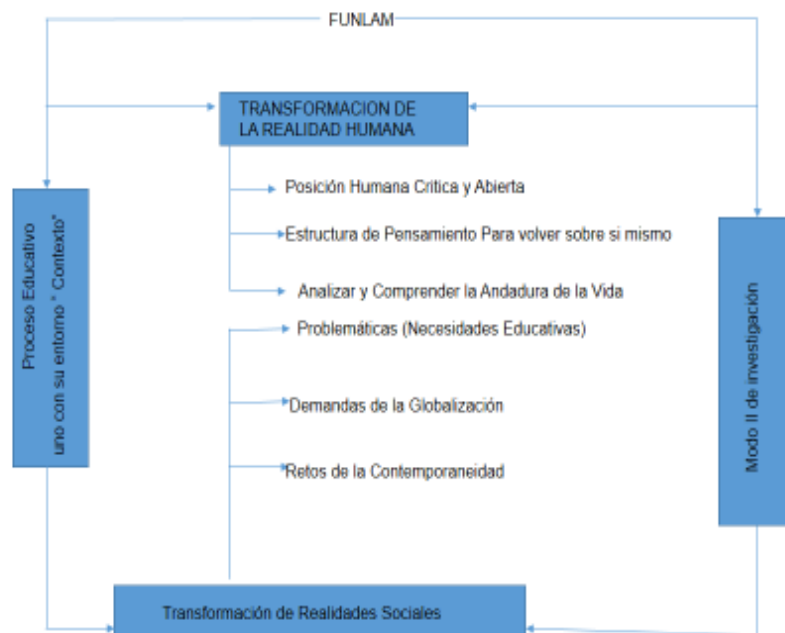 FUNLAM
TRANSFORMACION DE
LA REALIDAD HUMANA
Posición Humana Critica y Abierta
Estructura de Pensamiento Para volver sobre si mismo
Analizar y Comprender la Andadura de la Vida
Problemáticas (Necesidades Educativas)
Demandas de la Globalización
Retos de la Contemporaneidad
Proceso Educativo
uno con su entorno " Contexto"
Modo II de investigación
Transformación de Realidades Sociales